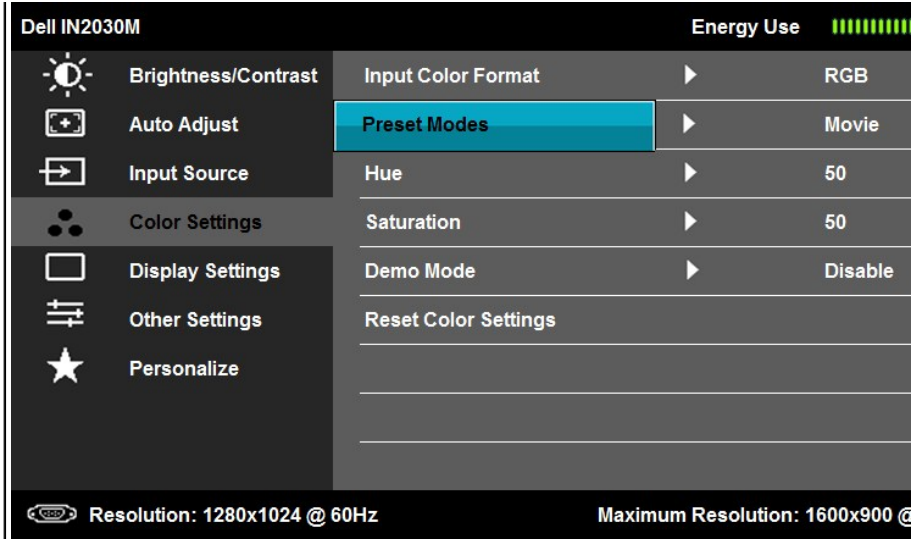 Dell IN2030M Energy Use
Brightness/Contrast Input Color Format RGB
Auto Adjust Preset Modes Movie
Input Source Hue 50
Color Settings Saturation 50
Display Settings Demo Mode Disable
Other Settings Reset Color Settings
Personalize
Resolution: 1280x1024 @ 60Hz Maximum Resolution: 1600x900 @